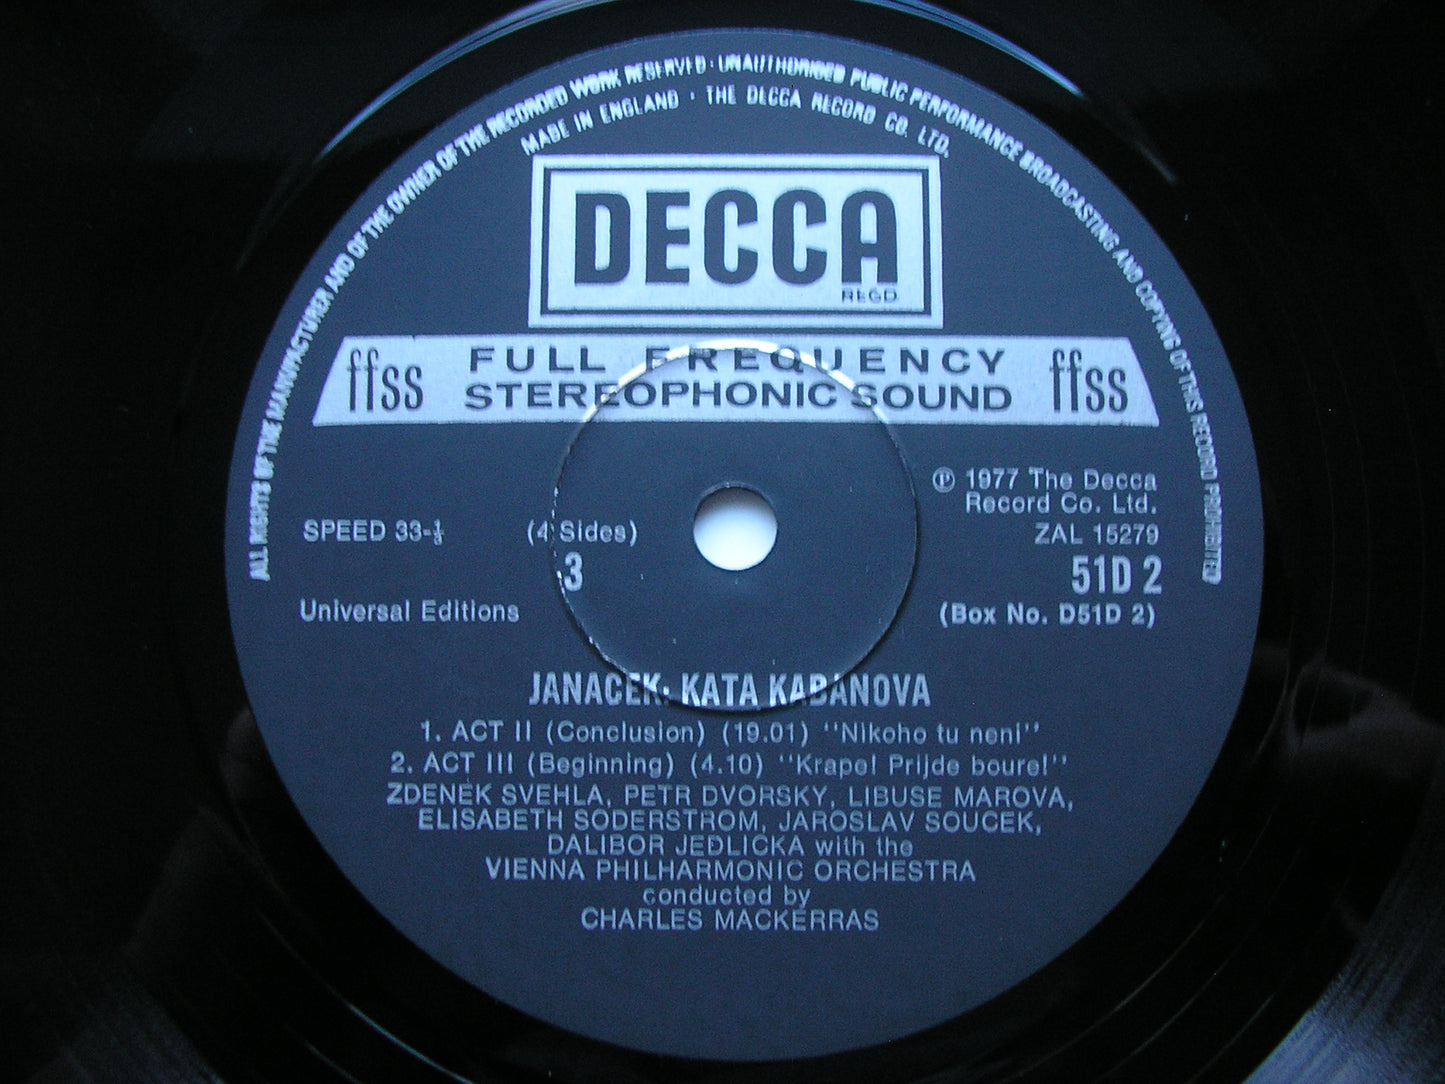 ALL RIGHTS OF THE MANUFACTURER AND OF THE OWNER OF THE RECORDED WORK RESERVED · UNAUTHORISED PUBLIC PERFORMANCE BROADCASTING AND COPYING OF THIS RECORD PROHIBITED
MADE IN ENGLAND · THE DECCA RECORD CO. LTD.
DECCA
REGD
ffss FULL FREQUENCY ffss
STEREOPHONIC SOUND
℗ 1977 The Decca
Record Co. Ltd.
SPEED 33-⅓ (4 Sides) ZAL 15279
3 51D 2
Universal Editions (Box No. D51D 2)
JANACEK: KATA KABANOVA
1. ACT II (Conclusion) (19.01) "Nikoho tu neni"
2. ACT III (Beginning) (4.10) "Krape! Prijde boure!"
ZDENEK SVEHLA, PETR DVORSKY, LIBUSE MAROVA,
ELISABETH SODERSTROM, JAROSLAV SOUCEK,
DALIBOR JEDLICKA with the
VIENNA PHILHARMONIC ORCHESTRA
conducted by
CHARLES MACKERRAS